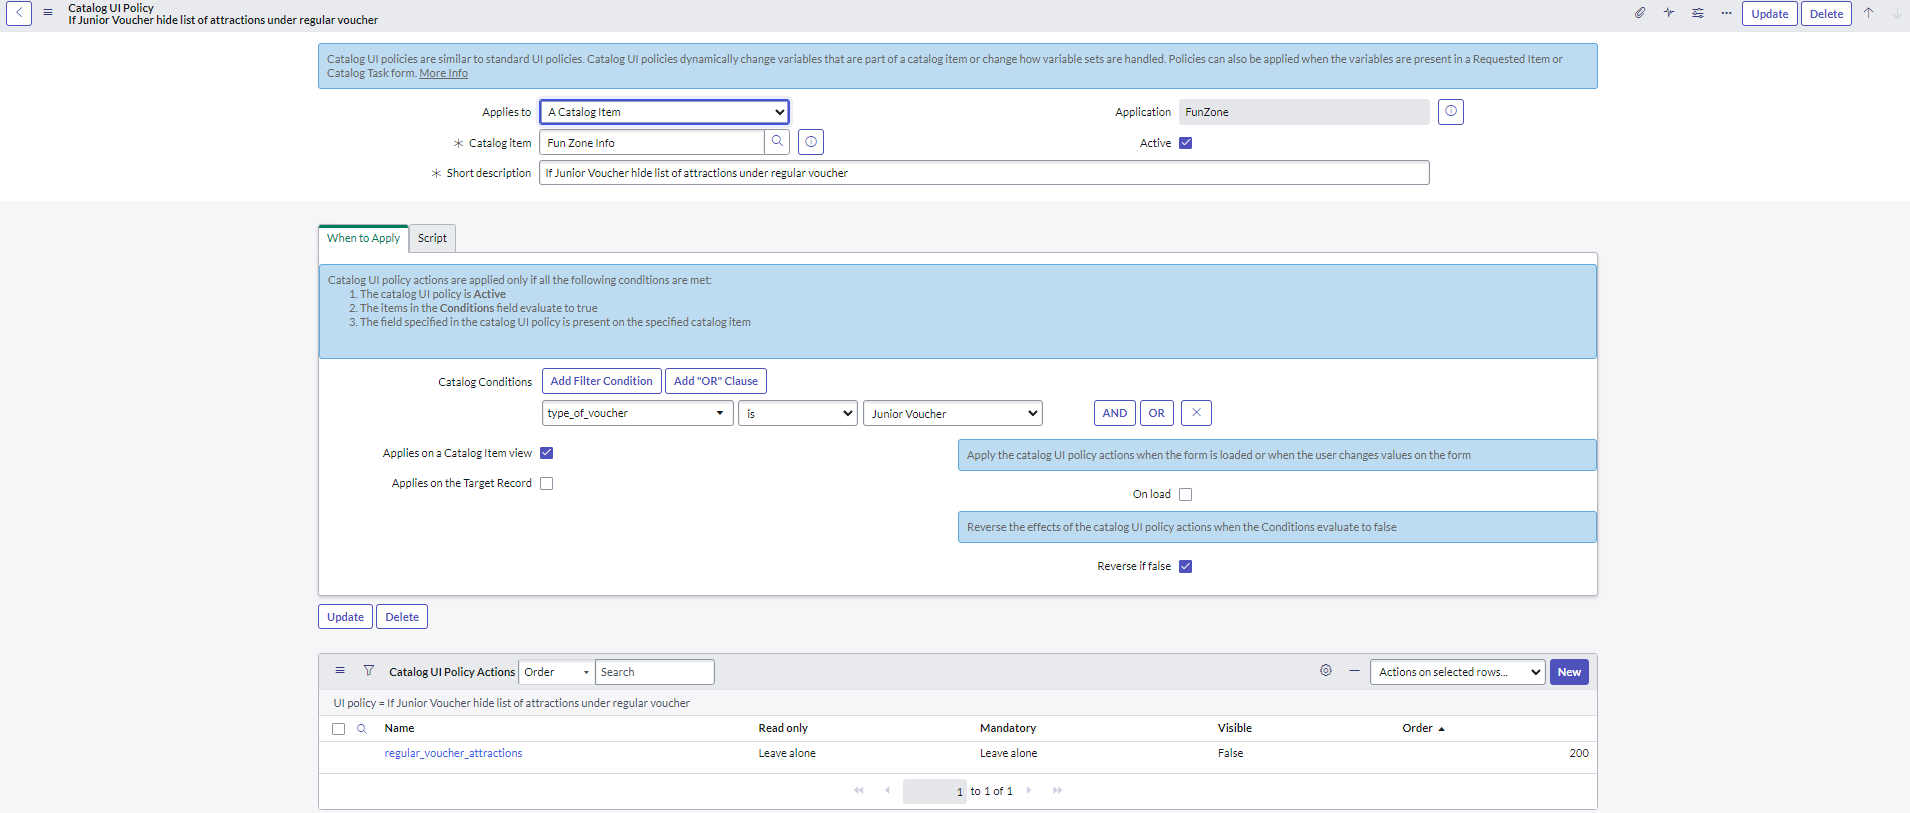 Catalog UI Policy
If Junior Voucher hide list of attractions under regular voucher
Update
Delete
Catalog UI policies are similar to standard UI policies. Catalog UI policies dynamically change variables that are part of a catalog item or change how variable sets are handled. Policies can also be applied when the variables are present in a Requested Item or
Catalog Task form. More Info
Applies to
A Catalog Item
Application
FunZone
Catalog item
Fun Zone Info
Active
Short description
If Junior Voucher hide list of attractions under regular voucher
When to Apply
Script
Catalog UI policy actions are applied only if all the following conditions are met:
1. The catalog UI policy is Active
2. The items in the Conditions field evaluate to true
3. The field specified in the catalog UI policy is present on the specified catalog item
Catalog Conditions
Add Filter Condition
Add "OR" Clause
type_of_voucher
is
Junior Voucher
AND
OR
Applies on a Catalog Item view
Apply the catalog UI policy actions when the form is loaded or when the user changes values on the form
Applies on the Target Record
On load
Reverse the effects of the catalog UI policy actions when the Conditions evaluate to false
Reverse if false
Update
Delete
Catalog UI Policy Actions
Order
Search
Actions on selected rows...
New
UI policy = If Junior Voucher hide list of attractions under regular voucher
Name
Read only
Mandatory
Visible
Order
regular_voucher_attractions
Leave alone
Leave alone
False
200
1 to 1 of 1